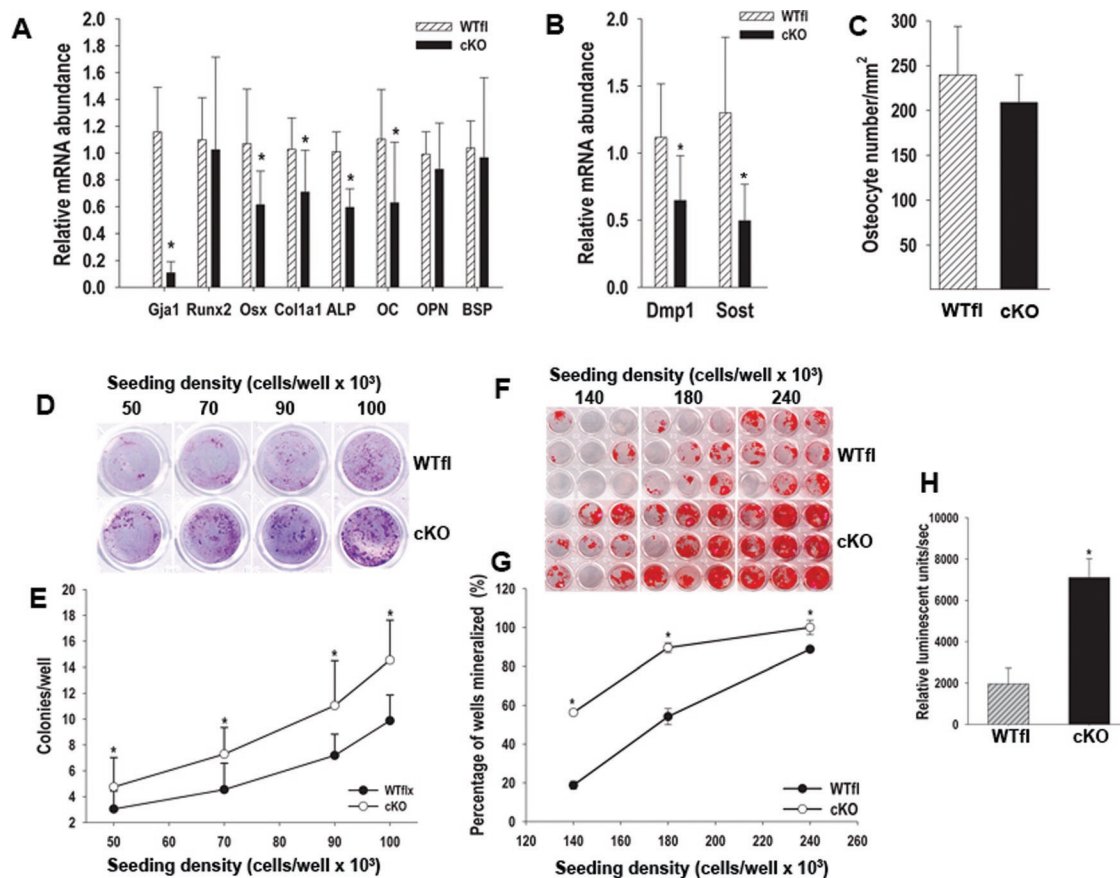 A
Relative mRNA abundance
2.0
1.8
1.6
1.4
1.2
1.0
0.8
0.6
0.4
0.2
0.0
WTfl
cKO
*
*
*
*
*
Gja1 Runx2 Osx Col1a1 ALP OC OPN BSP
B
Relative mRNA abundance
2.0
1.5
1.0
0.5
0.0
WTfl
cKO
*
*
Dmp1 Sost
C
Osteocyte number/mm²
300
250
200
150
100
50
WTfl cKO
D
Seeding density (cells/well x 10³)
50 70 90 100
WTfl
cKO
E
Colonies/well
20
18
16
14
12
10
8
6
4
2
*
*
*
*
WTflx
cKO
50 60 70 80 90 100
Seeding density (cells/well x 10³)
F
Seeding density (cells/well x 10³)
140 180 240
WTfl
cKO
G
Percentage of wells mineralized (%)
120
100
80
60
40
20
0
*
*
*
WTfl
cKO
120 140 160 180 200 220 240 260
Seeding density (cells/well x 10³)
H
Relative luminescent units/sec
10000
8000
6000
4000
2000
0
*
WTfl cKO